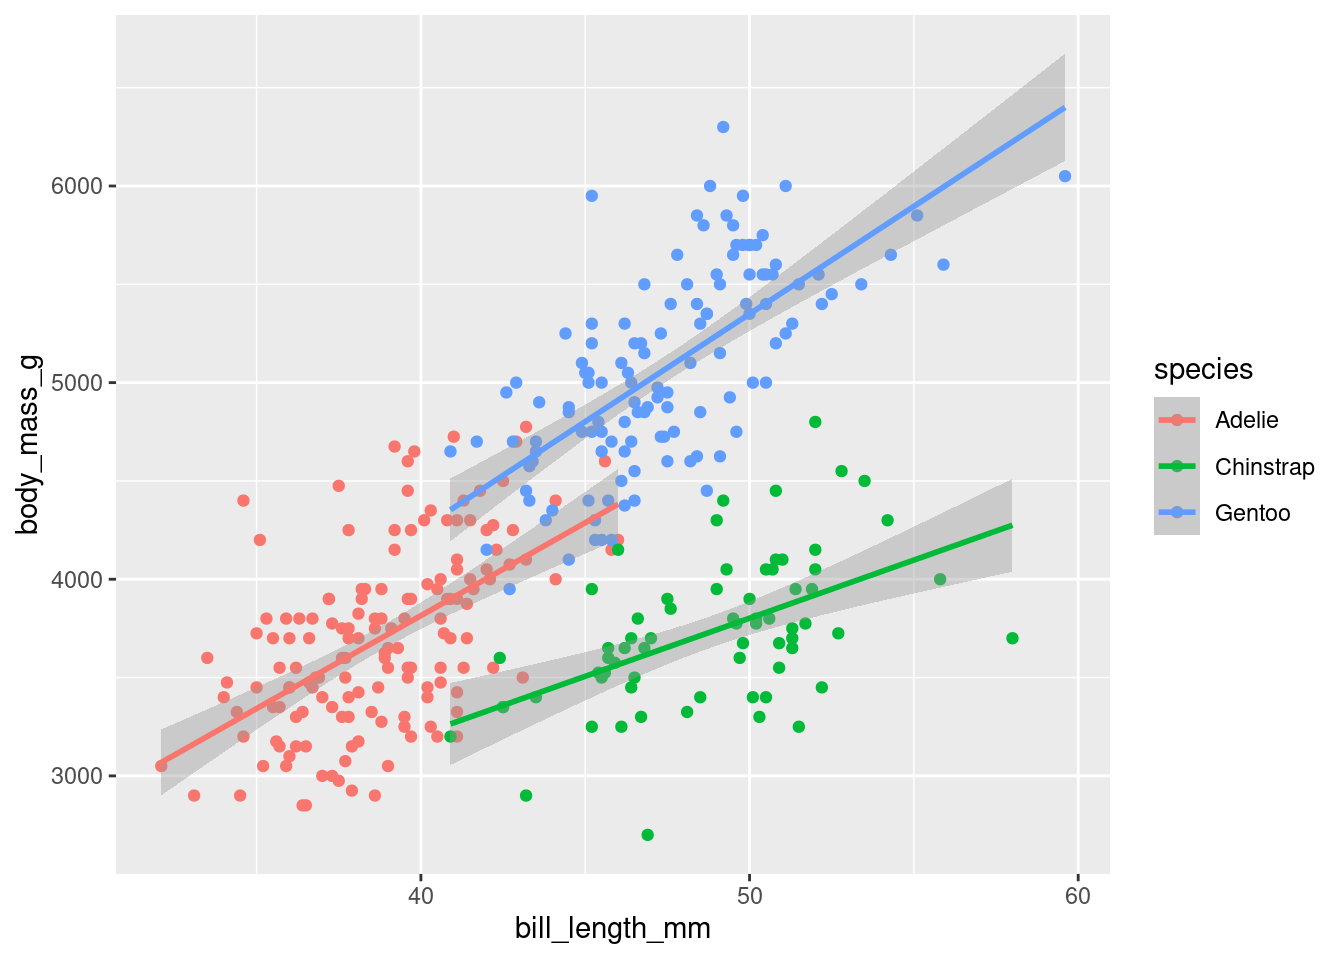 body_mass_g
6000
5000
4000
3000
40
50
60
bill_length_mm
species
Adelie
Chinstrap
Gentoo